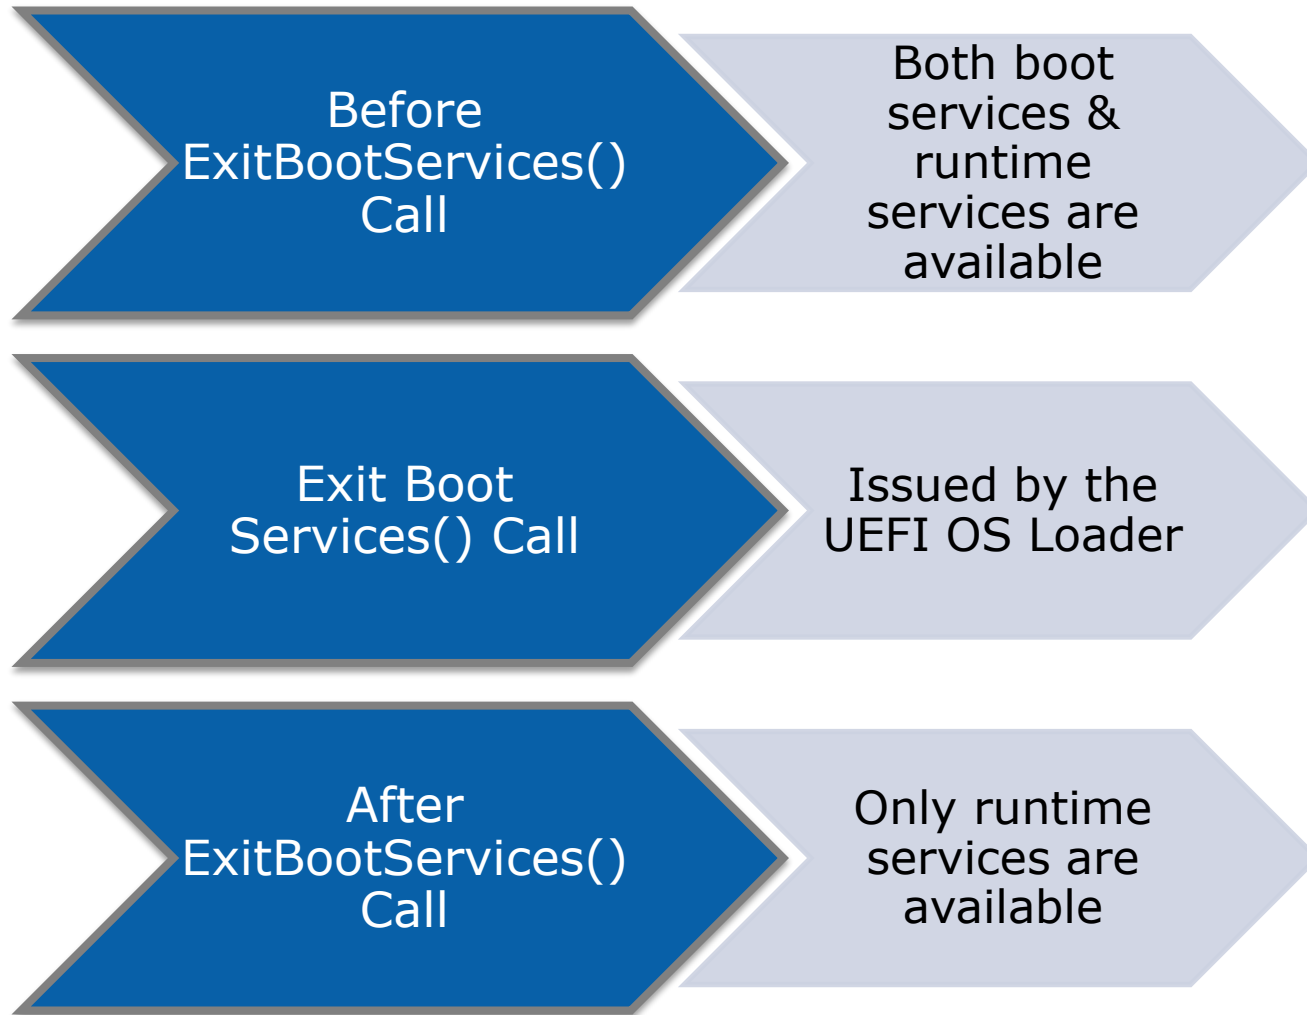 Before
ExitBootServices()
Call
Both boot
services &
runtime
services are
available
Exit Boot
Services() Call
Issued by the
UEFI OS Loader
After
ExitBootServices()
Call
Only runtime
services are
available